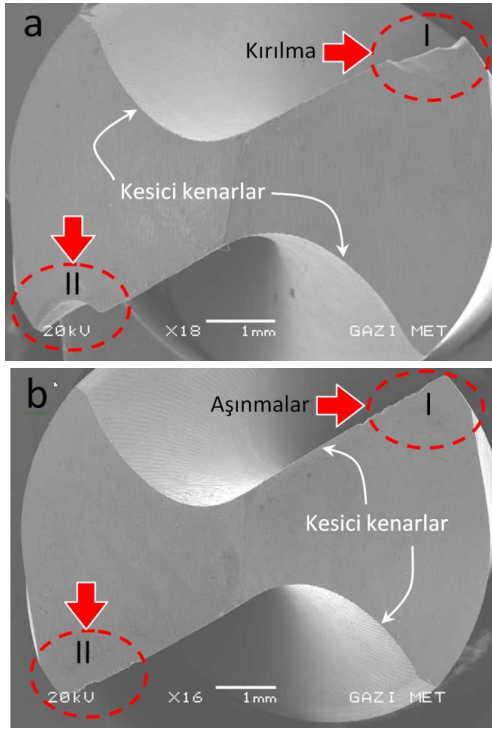 a
Kırılma
I
Kesici kenarlar
II
20kV X18 1mm GAZI MET
b
Aşınmalar
I
Kesici kenarlar
II
20kV X16 1mm GAZI MET